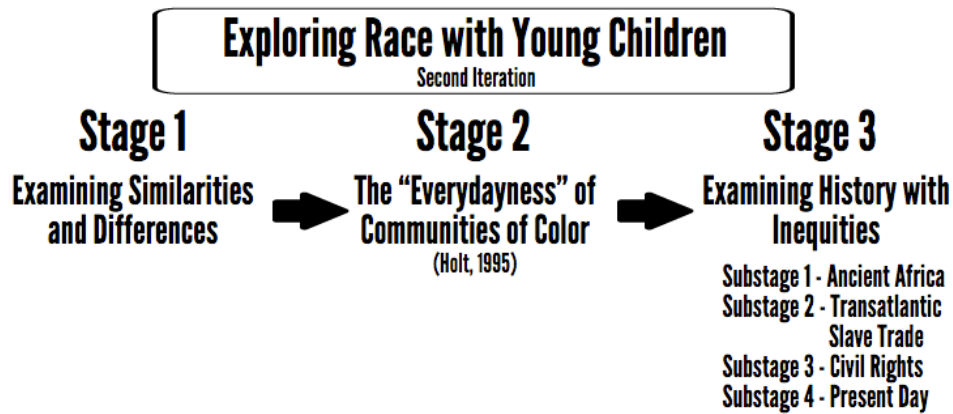 Exploring Race with Young Children
Second Iteration
Stage 1
Examining Similarities
and Differences
Stage 2
The “Everydayness” of
Communities of Color
(Holt, 1995)
Stage 3
Examining History with
Inequities
Substage 1 - Ancient Africa
Substage 2 - Transatlantic
Slave Trade
Substage 3 - Civil Rights
Substage 4 - Present Day